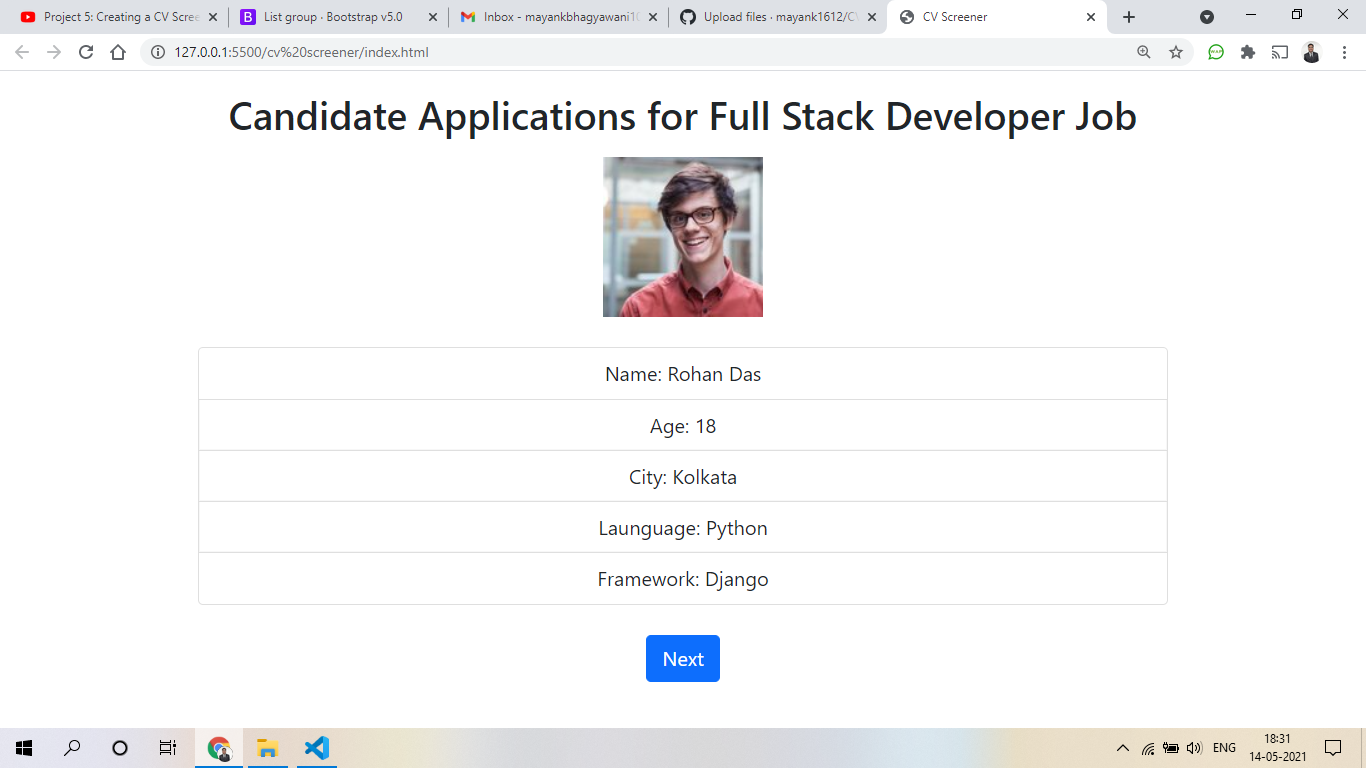 Project 5: Creating a CV Scree
List group · Bootstrap v5.0
Inbox - mayankbhagyawani1
Upload files · mayank1612/CV
CV Screener
127.0.0.1:5500/cv%20screener/index.html
Candidate Applications for Full Stack Developer Job
Name: Rohan Das
Age: 18
City: Kolkata
Launguage: Python
Framework: Django
Next
ENG
18:31
14-05-2021